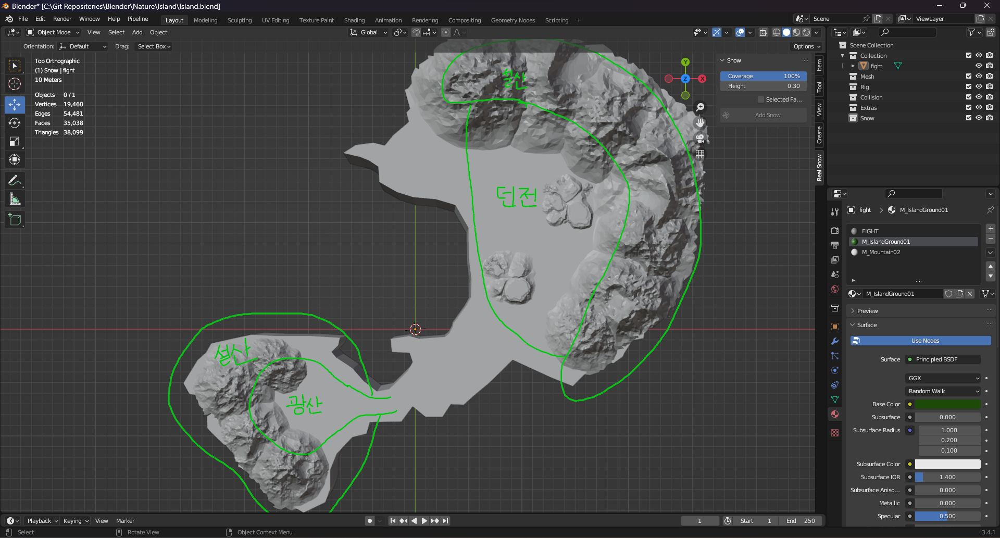 Blender* [C:\Git Repositeries\Blender\Nature\Island\Island.blend]
File Edit Render Window Help Pipeline
Layout Modeling Sculpting UV Editing Texture Paint Shading Animation Rendering Compositing Geometry Nodes Scripting +
Scene
ViewLayer
Object Mode View Select Add Object
Global
Orientation: Default Drag: Select Box
Options
Top Orthographic
(1) Snow | fight
10 Meters
Objects 0 / 1
Vertices 19,460
Edges 54,481
Faces 35,038
Triangles 38,099
설산
던전
설산
광산
Y
Z
X
Snow
Coverage 100%
Height 0.30
Selected Fa...
Add Snow
Item
Tool
View
Create
Real Snow
Scene Collection
Collection
fight
Mesh
Rig
Collision
Extras
Snow
fight > M_IslandGround01
FIGHT
M_IslandGround01
M_Mountain02
M_IslandGround01
Preview
Surface
Use Nodes
Surface Principled BSDF
GGX
Random Walk
Base Color
Subsurface 0.000
Subsurface Radius 1.000
0.200
0.100
Subsurface Color
Subsurface IOR 1.400
Subsurface Aniso... 0.000
Metallic 0.000
Specular 0.500
Playback Keying View Marker
1 Start 1 End 250
Select Rotate View Object Context Menu
3.4.1